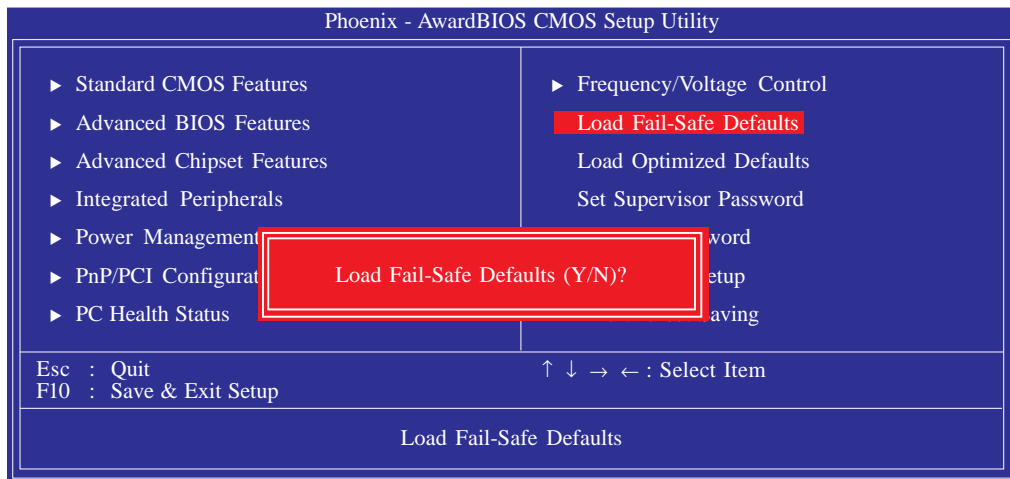 Phoenix - AwardBIOS CMOS Setup Utility
▶ Standard CMOS Features
▶ Advanced BIOS Features
▶ Advanced Chipset Features
▶ Integrated Peripherals
▶ Power Management
▶ PnP/PCI Configurat
▶ PC Health Status
▶ Frequency/Voltage Control
Load Fail-Safe Defaults
Load Optimized Defaults
Set Supervisor Password
word
etup
aving
Load Fail-Safe Defaults (Y/N)?
Esc : Quit
F10 : Save & Exit Setup
↑ ↓ → ← : Select Item
Load Fail-Safe Defaults